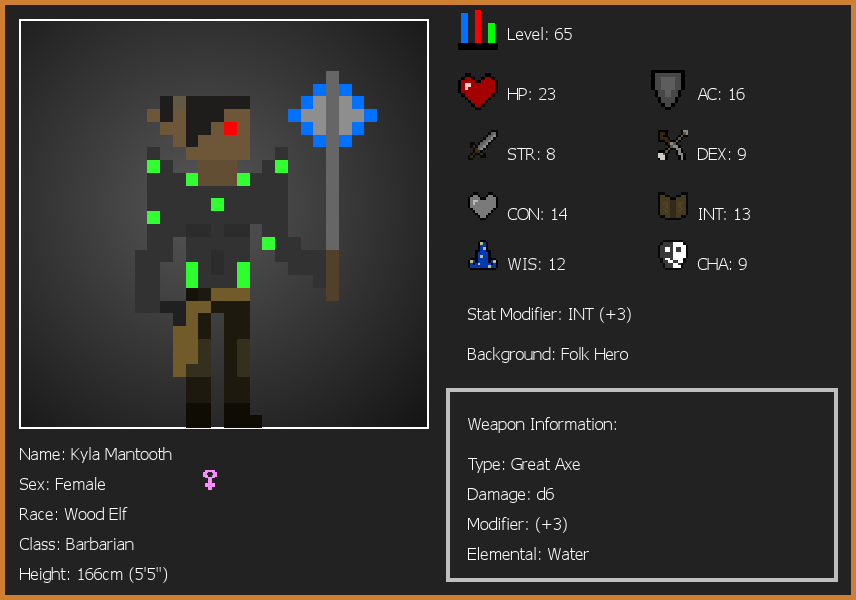 Level: 65
HP: 23
AC: 16
STR: 8
DEX: 9
CON: 14
INT: 13
WIS: 12
CHA: 9
Stat Modifier: INT (+3)
Background: Folk Hero
Weapon Information:
Type: Great Axe
Damage: d6
Modifier: (+3)
Elemental: Water
Name: Kyla Mantooth
Sex: Female
Race: Wood Elf
Class: Barbarian
Height: 166cm (5'5")